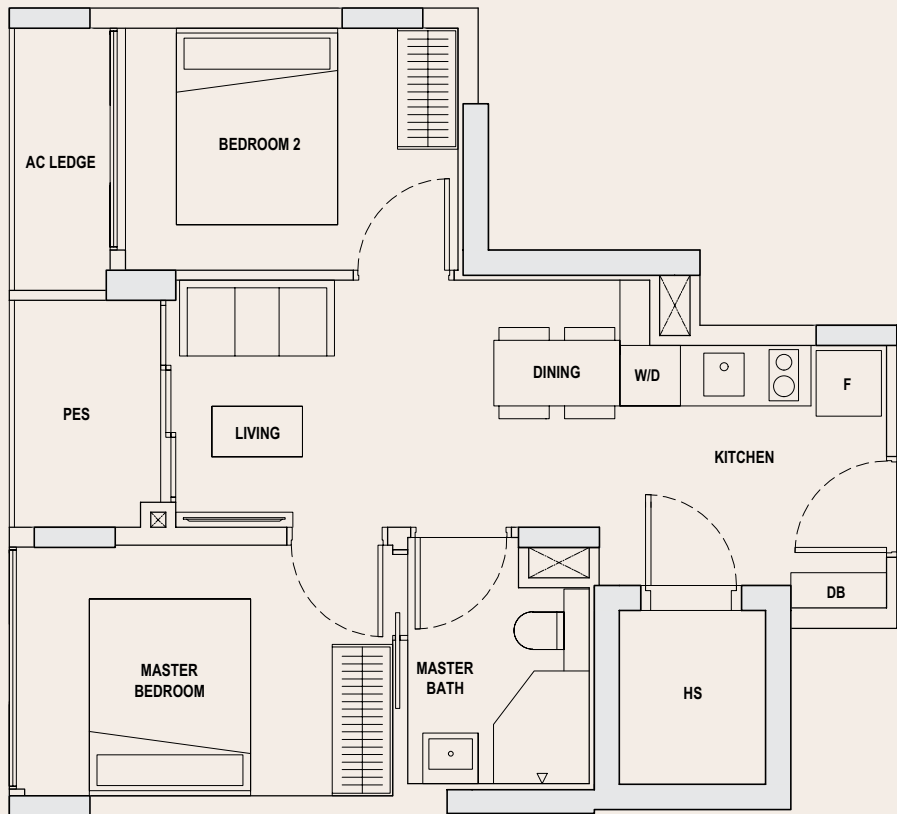 BEDROOM 2
AC LEDGE
DINING
W/D
F
PES
LIVING
KITCHEN
DB
MASTER
BEDROOM
MASTER
BATH
HS